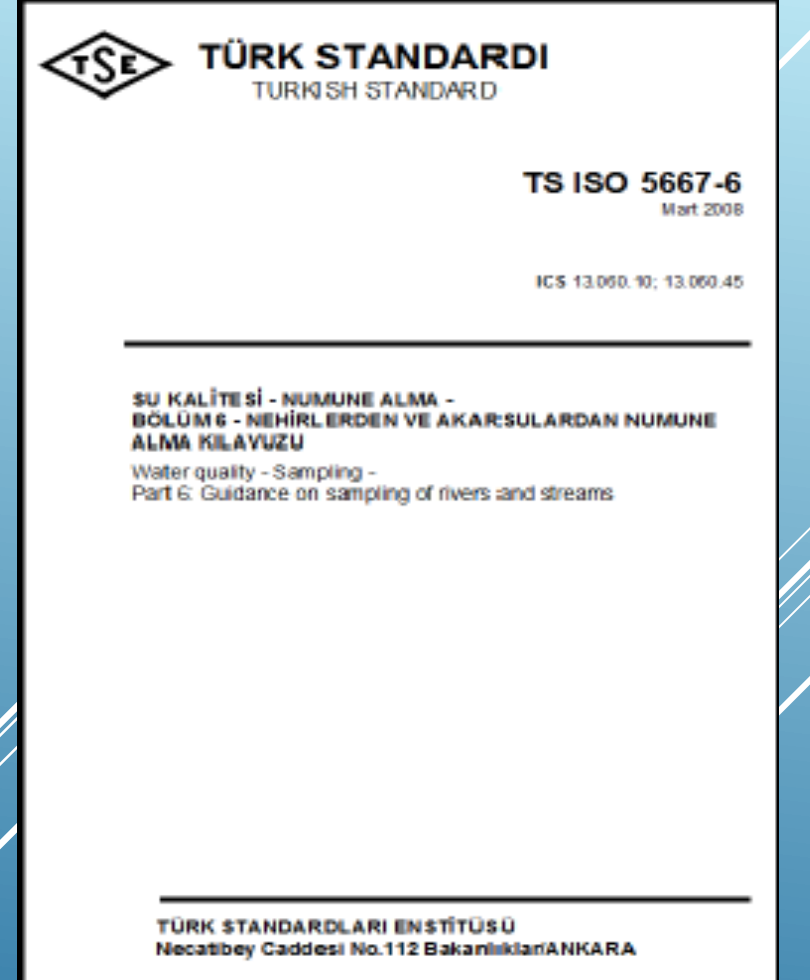 TSE TÜRK STANDARDI
TURKISH STANDARD
TS ISO 5667-6
Mart 2008
ICS 13.060.10; 13.060.45
SU KALİTESİ - NUMUNE ALMA -
BÖLÜM 6 - NEHİRLERDEN VE AKARSULARDAN NUMUNE
ALMA KILAVUZU
Water quality - Sampling -
Part 6: Guidance on sampling of rivers and streams
TÜRK STANDARDLARI ENSTİTÜSÜ
Necatibey Caddesi No.112 Bakanlıklar/ANKARA